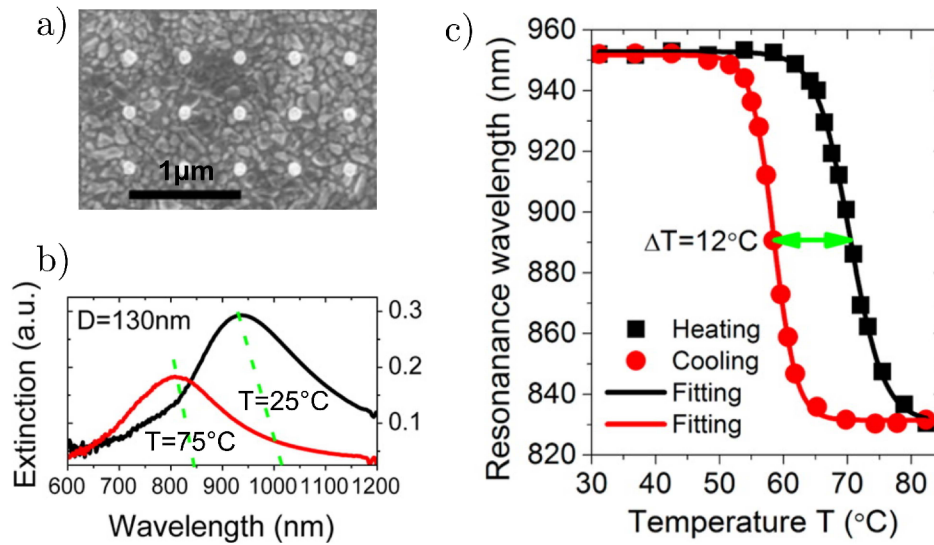 a)
1μm
b)
D=130nm
T=25°C
T=75°C
Extinction (a.u.)
0.3
0.2
0.1
600 700 800 900 1000 1100 1200
Wavelength (nm)
c)
Resonanance wavelength (nm)
960
940
920
900
880
860
840
820
ΔT=12°C
Heating
Cooling
Fitting
Fitting
30 40 50 60 70 80
Temperature T (°C)